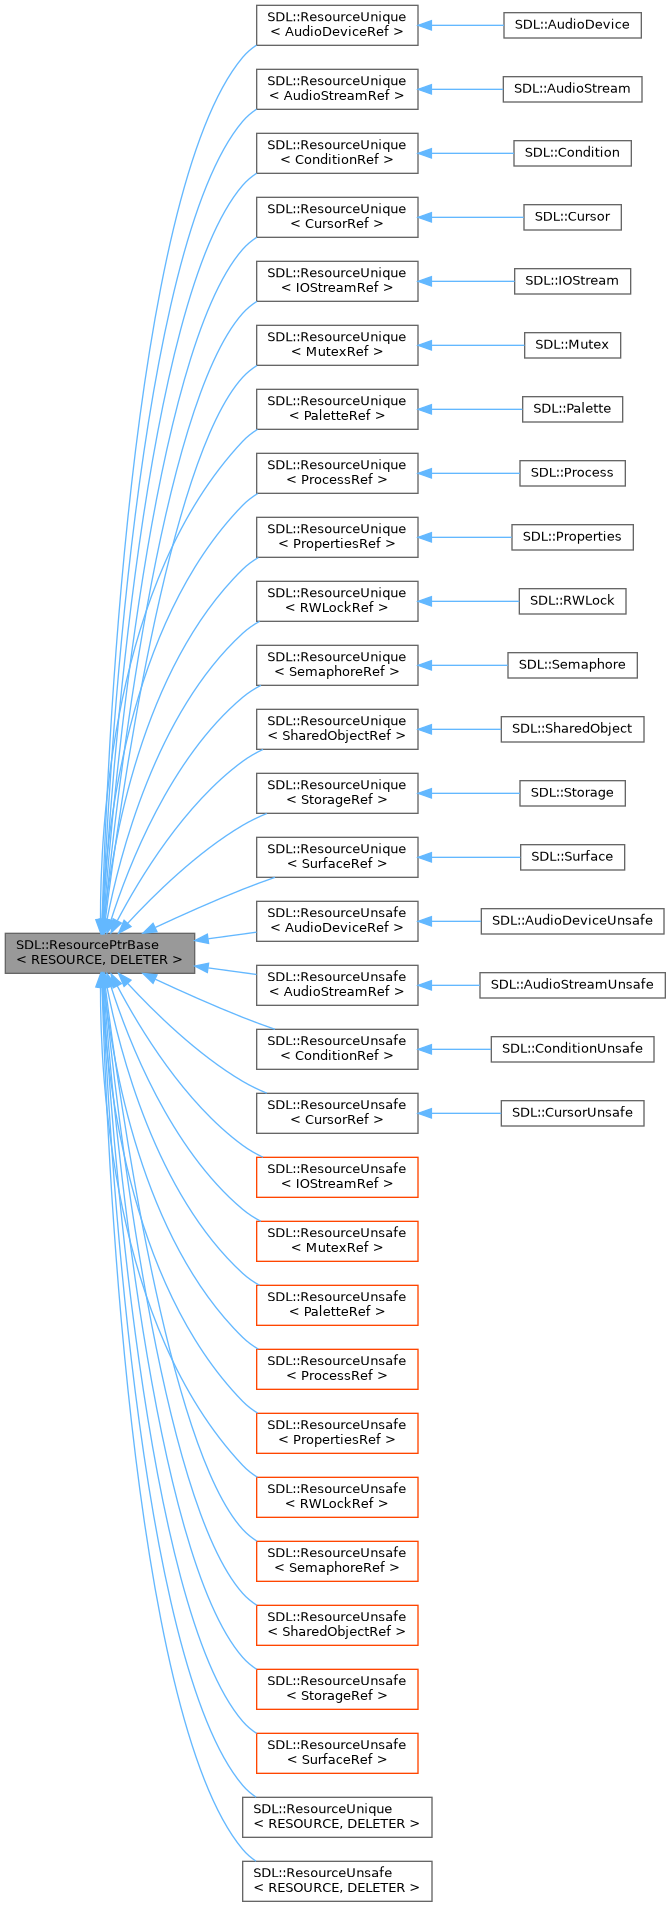 SDL::ResourceUnique
< AudioDeviceRef >
SDL::AudioDevice
SDL::ResourceUnique
< AudioStreamRef >
SDL::AudioStream
SDL::ResourceUnique
< ConditionRef >
SDL::Condition
SDL::ResourceUnique
< CursorRef >
SDL::Cursor
SDL::ResourceUnique
< IOStreamRef >
SDL::IOStream
SDL::ResourceUnique
< MutexRef >
SDL::Mutex
SDL::ResourceUnique
< PaletteRef >
SDL::Palette
SDL::ResourceUnique
< ProcessRef >
SDL::Process
SDL::ResourceUnique
< PropertiesRef >
SDL::Properties
SDL::ResourceUnique
< RWLockRef >
SDL::RWLock
SDL::ResourceUnique
< SemaphoreRef >
SDL::Semaphore
SDL::ResourceUnique
< SharedObjectRef >
SDL::SharedObject
SDL::ResourceUnique
< StorageRef >
SDL::Storage
SDL::ResourceUnique
< SurfaceRef >
SDL::Surface
SDL::ResourceUnsafe
< AudioDeviceRef >
SDL::AudioDeviceUnsafe
SDL::ResourcePtrBase
< RESOURCE, DELETER >
SDL::ResourceUnsafe
< AudioStreamRef >
SDL::AudioStreamUnsafe
SDL::ResourceUnsafe
< ConditionRef >
SDL::ConditionUnsafe
SDL::ResourceUnsafe
< CursorRef >
SDL::CursorUnsafe
SDL::ResourceUnsafe
< IOStreamRef >
SDL::ResourceUnsafe
< MutexRef >
SDL::ResourceUnsafe
< PaletteRef >
SDL::ResourceUnsafe
< ProcessRef >
SDL::ResourceUnsafe
< PropertiesRef >
SDL::ResourceUnsafe
< RWLockRef >
SDL::ResourceUnsafe
< SemaphoreRef >
SDL::ResourceUnsafe
< SharedObjectRef >
SDL::ResourceUnsafe
< StorageRef >
SDL::ResourceUnsafe
< SurfaceRef >
SDL::ResourceUnique
< RESOURCE, DELETER >
SDL::ResourceUnsafe
< RESOURCE, DELETER >